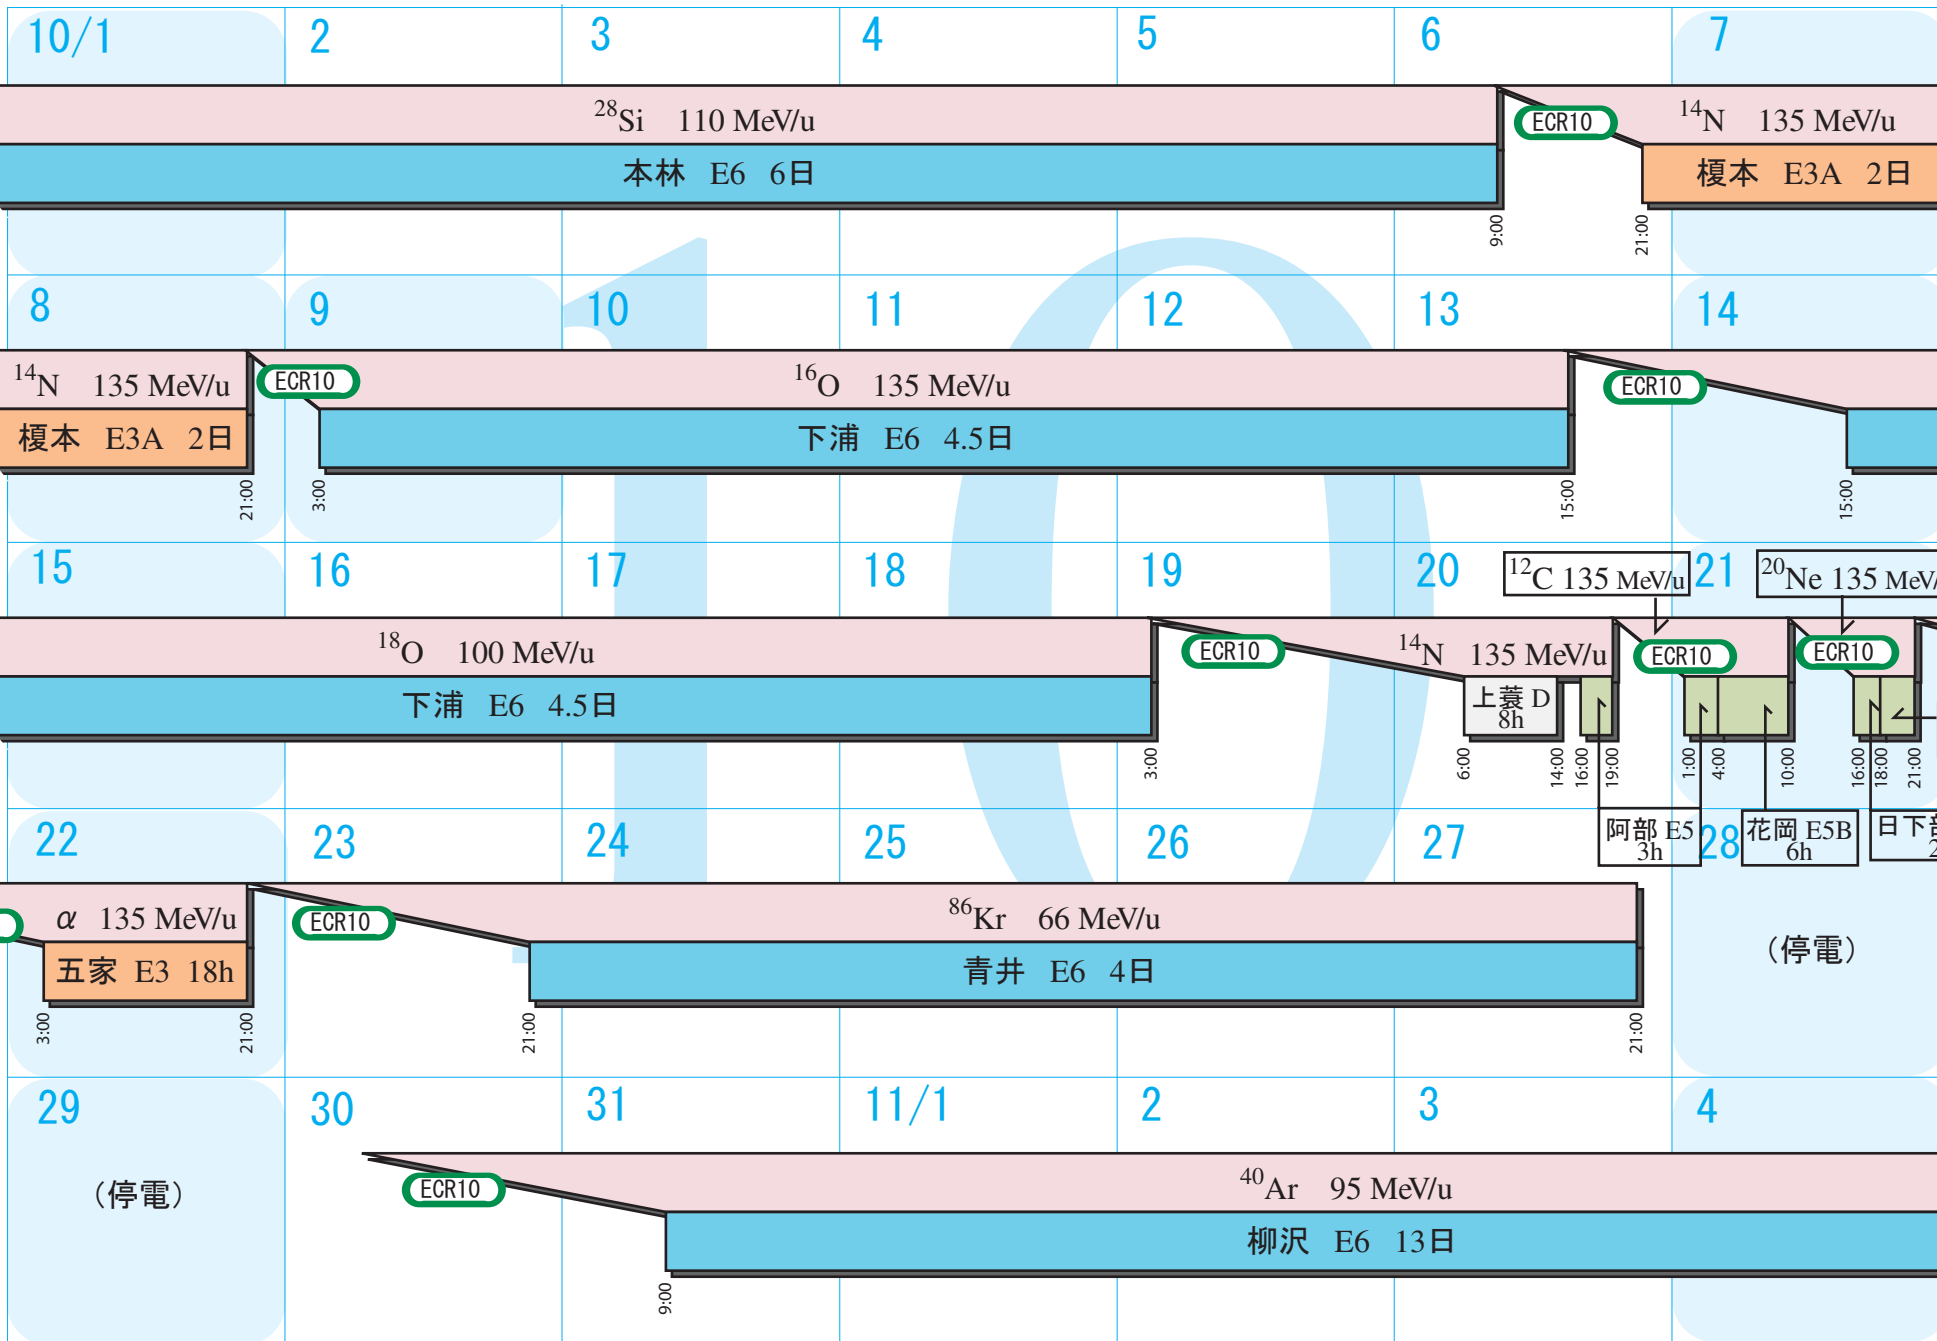 10/1 2 3 4 5 6 7
28Si 110 MeV/u
ECR10
14N 135 MeV/u
本林 E6 6日
榎本 E3A 2日
9:00
21:00
8 9 10 11 12 13 14
14N 135 MeV/u
ECR10
16O 135 MeV/u
ECR10
榎本 E3A 2日
下浦 E6 4.5日
21:00
3:00
15:00
15:00
15 16 17 18 19 20 21
12C 135 MeV/u
20Ne 135 MeV/
18O 100 MeV/u
ECR10
14N 135 MeV/u
ECR10
ECR10
下浦 E6 4.5日
上蓑 D
8h
3:00
6:00
14:00
16:00
19:00
1:00
4:00
10:00
16:00
18:00
21:00
阿部 E5
3h
花岡 E5B
6h
日下部
2
22 23 24 25 26 27 28
α 135 MeV/u
ECR10
86Kr 66 MeV/u
(停電)
五家 E3 18h
青井 E6 4日
3:00
21:00
21:00
21:00
29 30 31 11/1 2 3 4
(停電)
ECR10
40Ar 95 MeV/u
柳沢 E6 13日
9:00
10